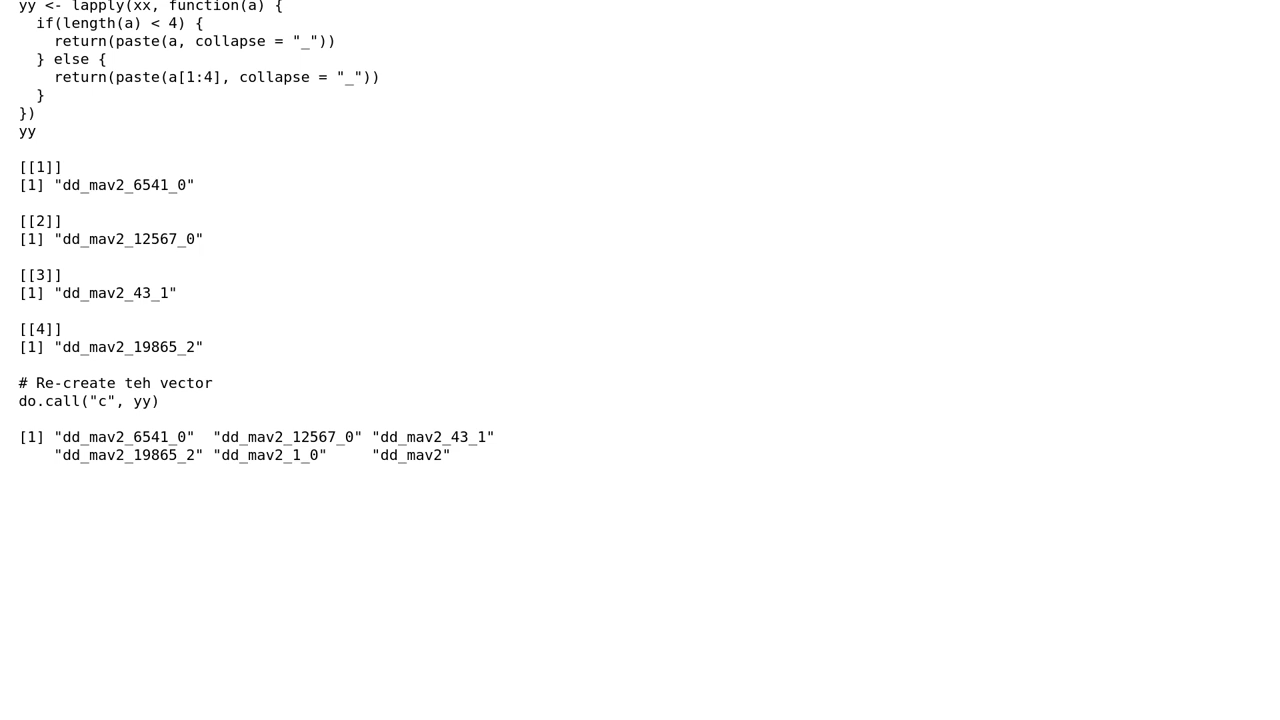 yy <- lapply(xx, function(a) {
  if(length(a) < 4) {
    return(paste(a, collapse = "_"))
  } else {
    return(paste(a[1:4], collapse = "_"))
  }
})
yy

[[1]]
[1] "dd_mav2_6541_0"

[[2]]
[1] "dd_mav2_12567_0"

[[3]]
[1] "dd_mav2_43_1"

[[4]]
[1] "dd_mav2_19865_2"

# Re-create teh vector
do.call("c", yy)

[1] "dd_mav2_6541_0"  "dd_mav2_12567_0" "dd_mav2_43_1"
    "dd_mav2_19865_2" "dd_mav2_1_0"     "dd_mav2"